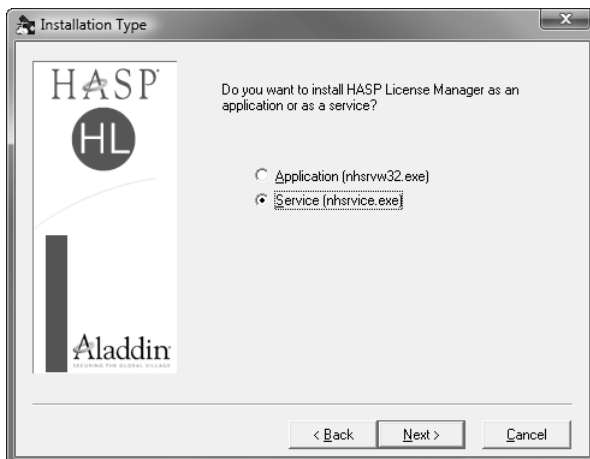 Installation Type
HASP
HL
Do you want to install HASP License Manager as an
application or as a service?
Application (nhsrvw32.exe)
Service (nhsrvice.exe)
Aladdin
SECURING THE GLOBAL VILLAGE
< Back
Next >
Cancel